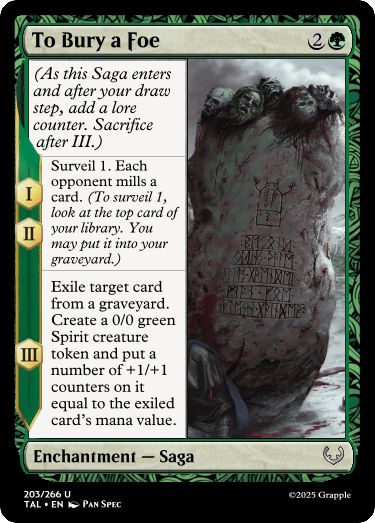 To Bury a Foe 2
(As this Saga enters
and after your draw
step, add a lore
counter. Sacrifice
after III.)
I
II
Surveil 1. Each
opponent mills a
card. (To surveil 1,
look at the top card of
your library. You
may put it into your
graveyard.)
III
Exile target card
from a graveyard.
Create a 0/0 green
Spirit creature
token and put a
number of +1/+1
counters on it
equal to the exiled
card's mana value.
Enchantment — Saga
203/266 U
TAL • EN Pan Spec
©2025 Grapple